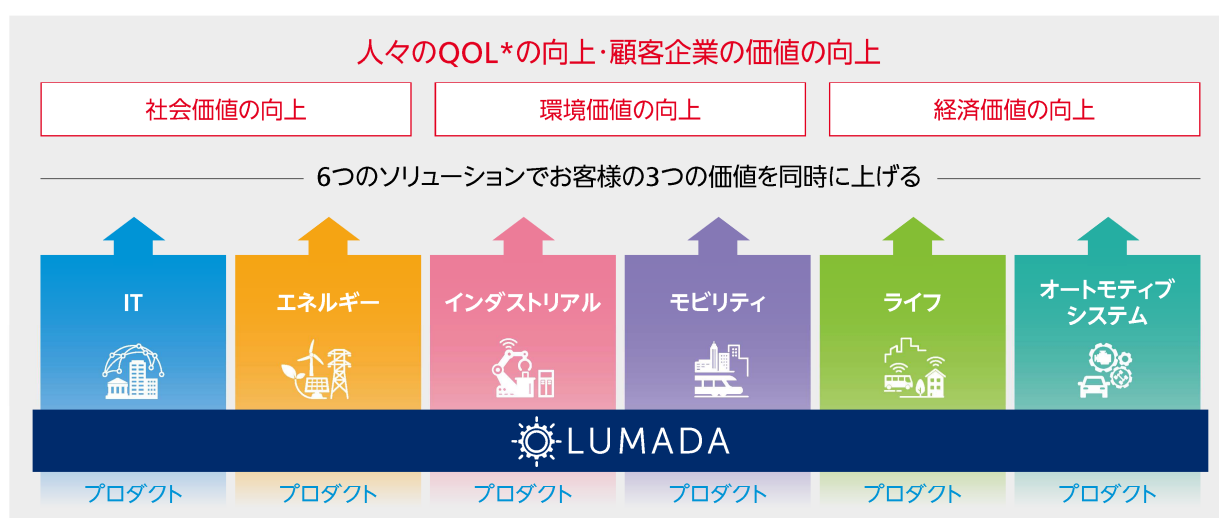 人々のQOL*の向上・顧客企業の価値の向上
社会価値の向上
環境価値の向上
経済価値の向上
6つのソリューションでお客様の3つの価値を同時に上げる
IT
エネルギー
インダストリアル
モビリティ
ライフ
オートモティブ
システム
LUMADA
プロダクト
プロダクト
プロダクト
プロダクト
プロダクト
プロダクト